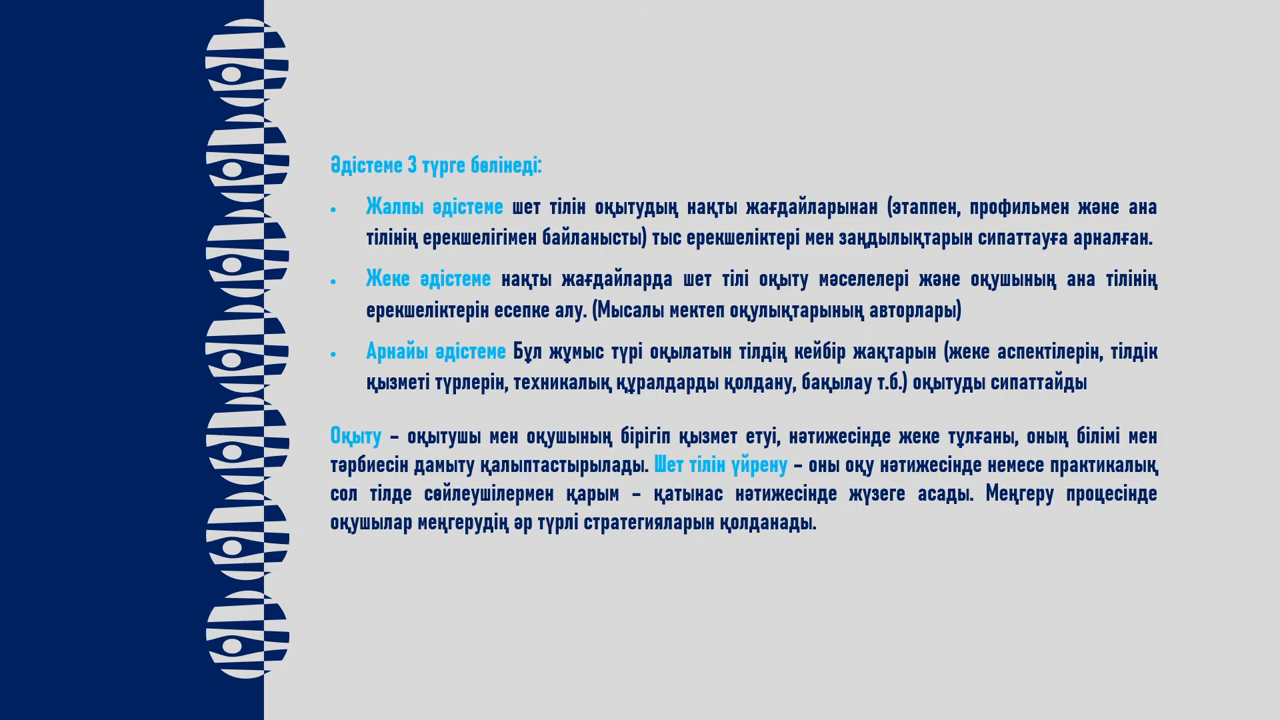 Әдістеме 3 түрге бөлінеді:
• Жалпы әдістеме шет тілін оқытудың нақты жағдайларынан (этаппен, профильмен және ана
тілінің ерекшелігімен байланысты) тыс ерекшеліктері мен заңдылықтарын сипаттауға арналған.
• Жеке әдістеме нақты жағдайларда шет тілі оқыту мәселелері және оқушының ана тілінің
ерекшеліктерін есепке алу. (Мысалы мектеп оқулықтарының авторлары)
• Арнайы әдістеме Бұл жұмыс түрі оқылатын тілдің кейбір жақтарын (жеке аспектілерін, тілдік
қызметі түрлерін, техникалық құралдарды қолдану, бақылау т.б.) оқытуды сипаттайды
Оқыту – оқытушы мен оқушының бірігіп қызмет етуі, нәтижесінде жеке тұлғаны, оның білімі мен
тәрбиесін дамыту қалыптастырылады. Шет тілін үйрену – оны оқу нәтижесінде немесе практикалық
сол тілде сөйлеушілермен қарым – қатынас нәтижесінде жүзеге асады. Меңгеру процесінде
оқушылар меңгерудің әр түрлі стратегияларын қолданады.